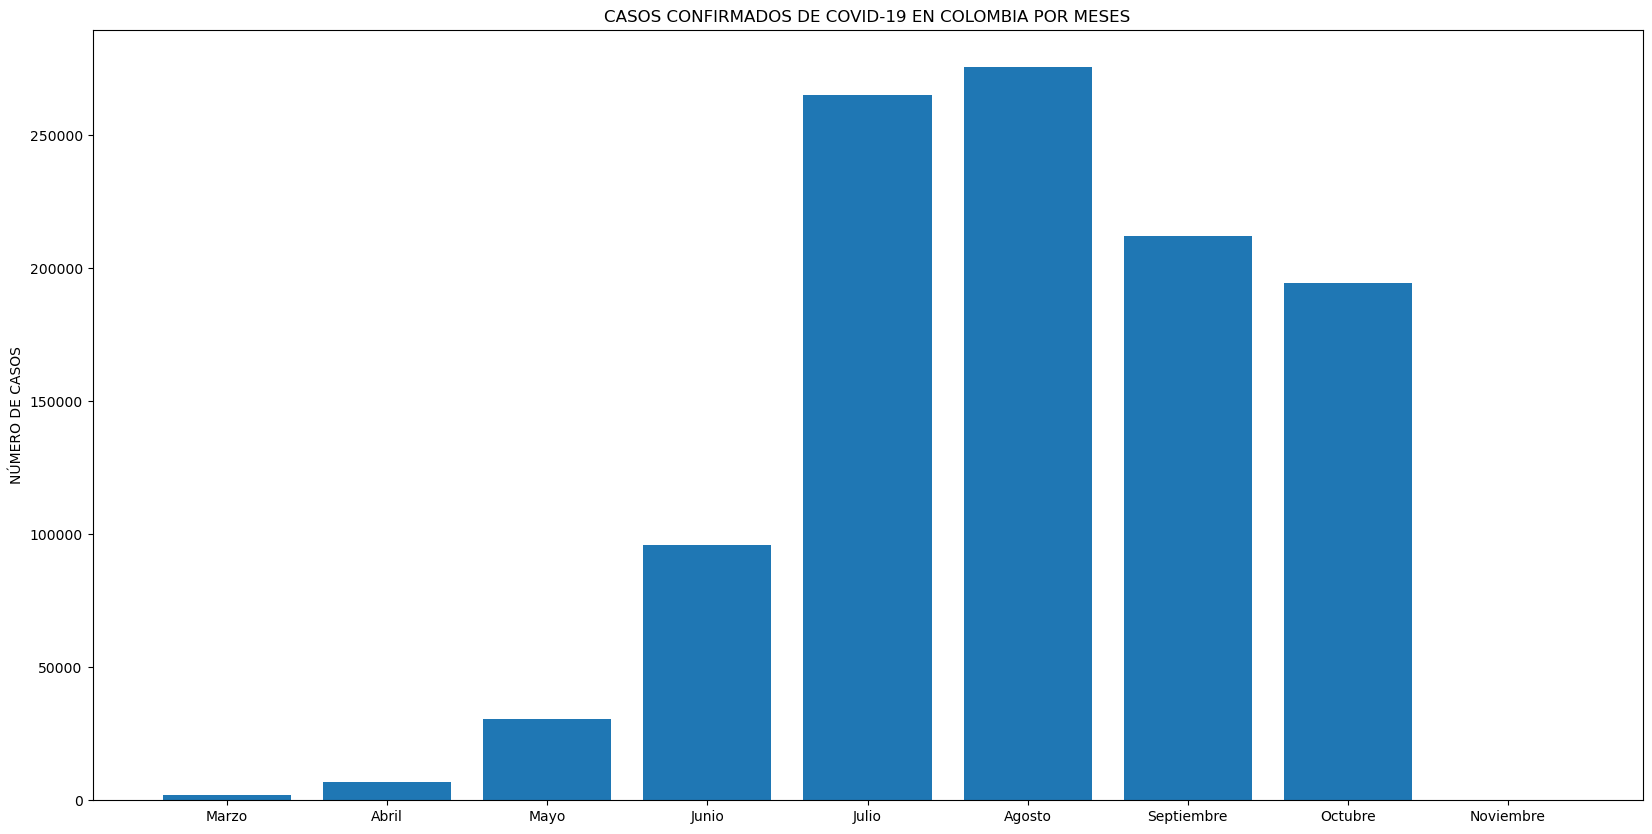 CASOS CONFIRMADOS DE COVID-19 EN COLOMBIA POR MESES
NÚMERO DE CASOS
250000
200000
150000
100000
50000
0
Marzo Abril Mayo Junio Julio Agosto Septiembre Octubre Noviembre